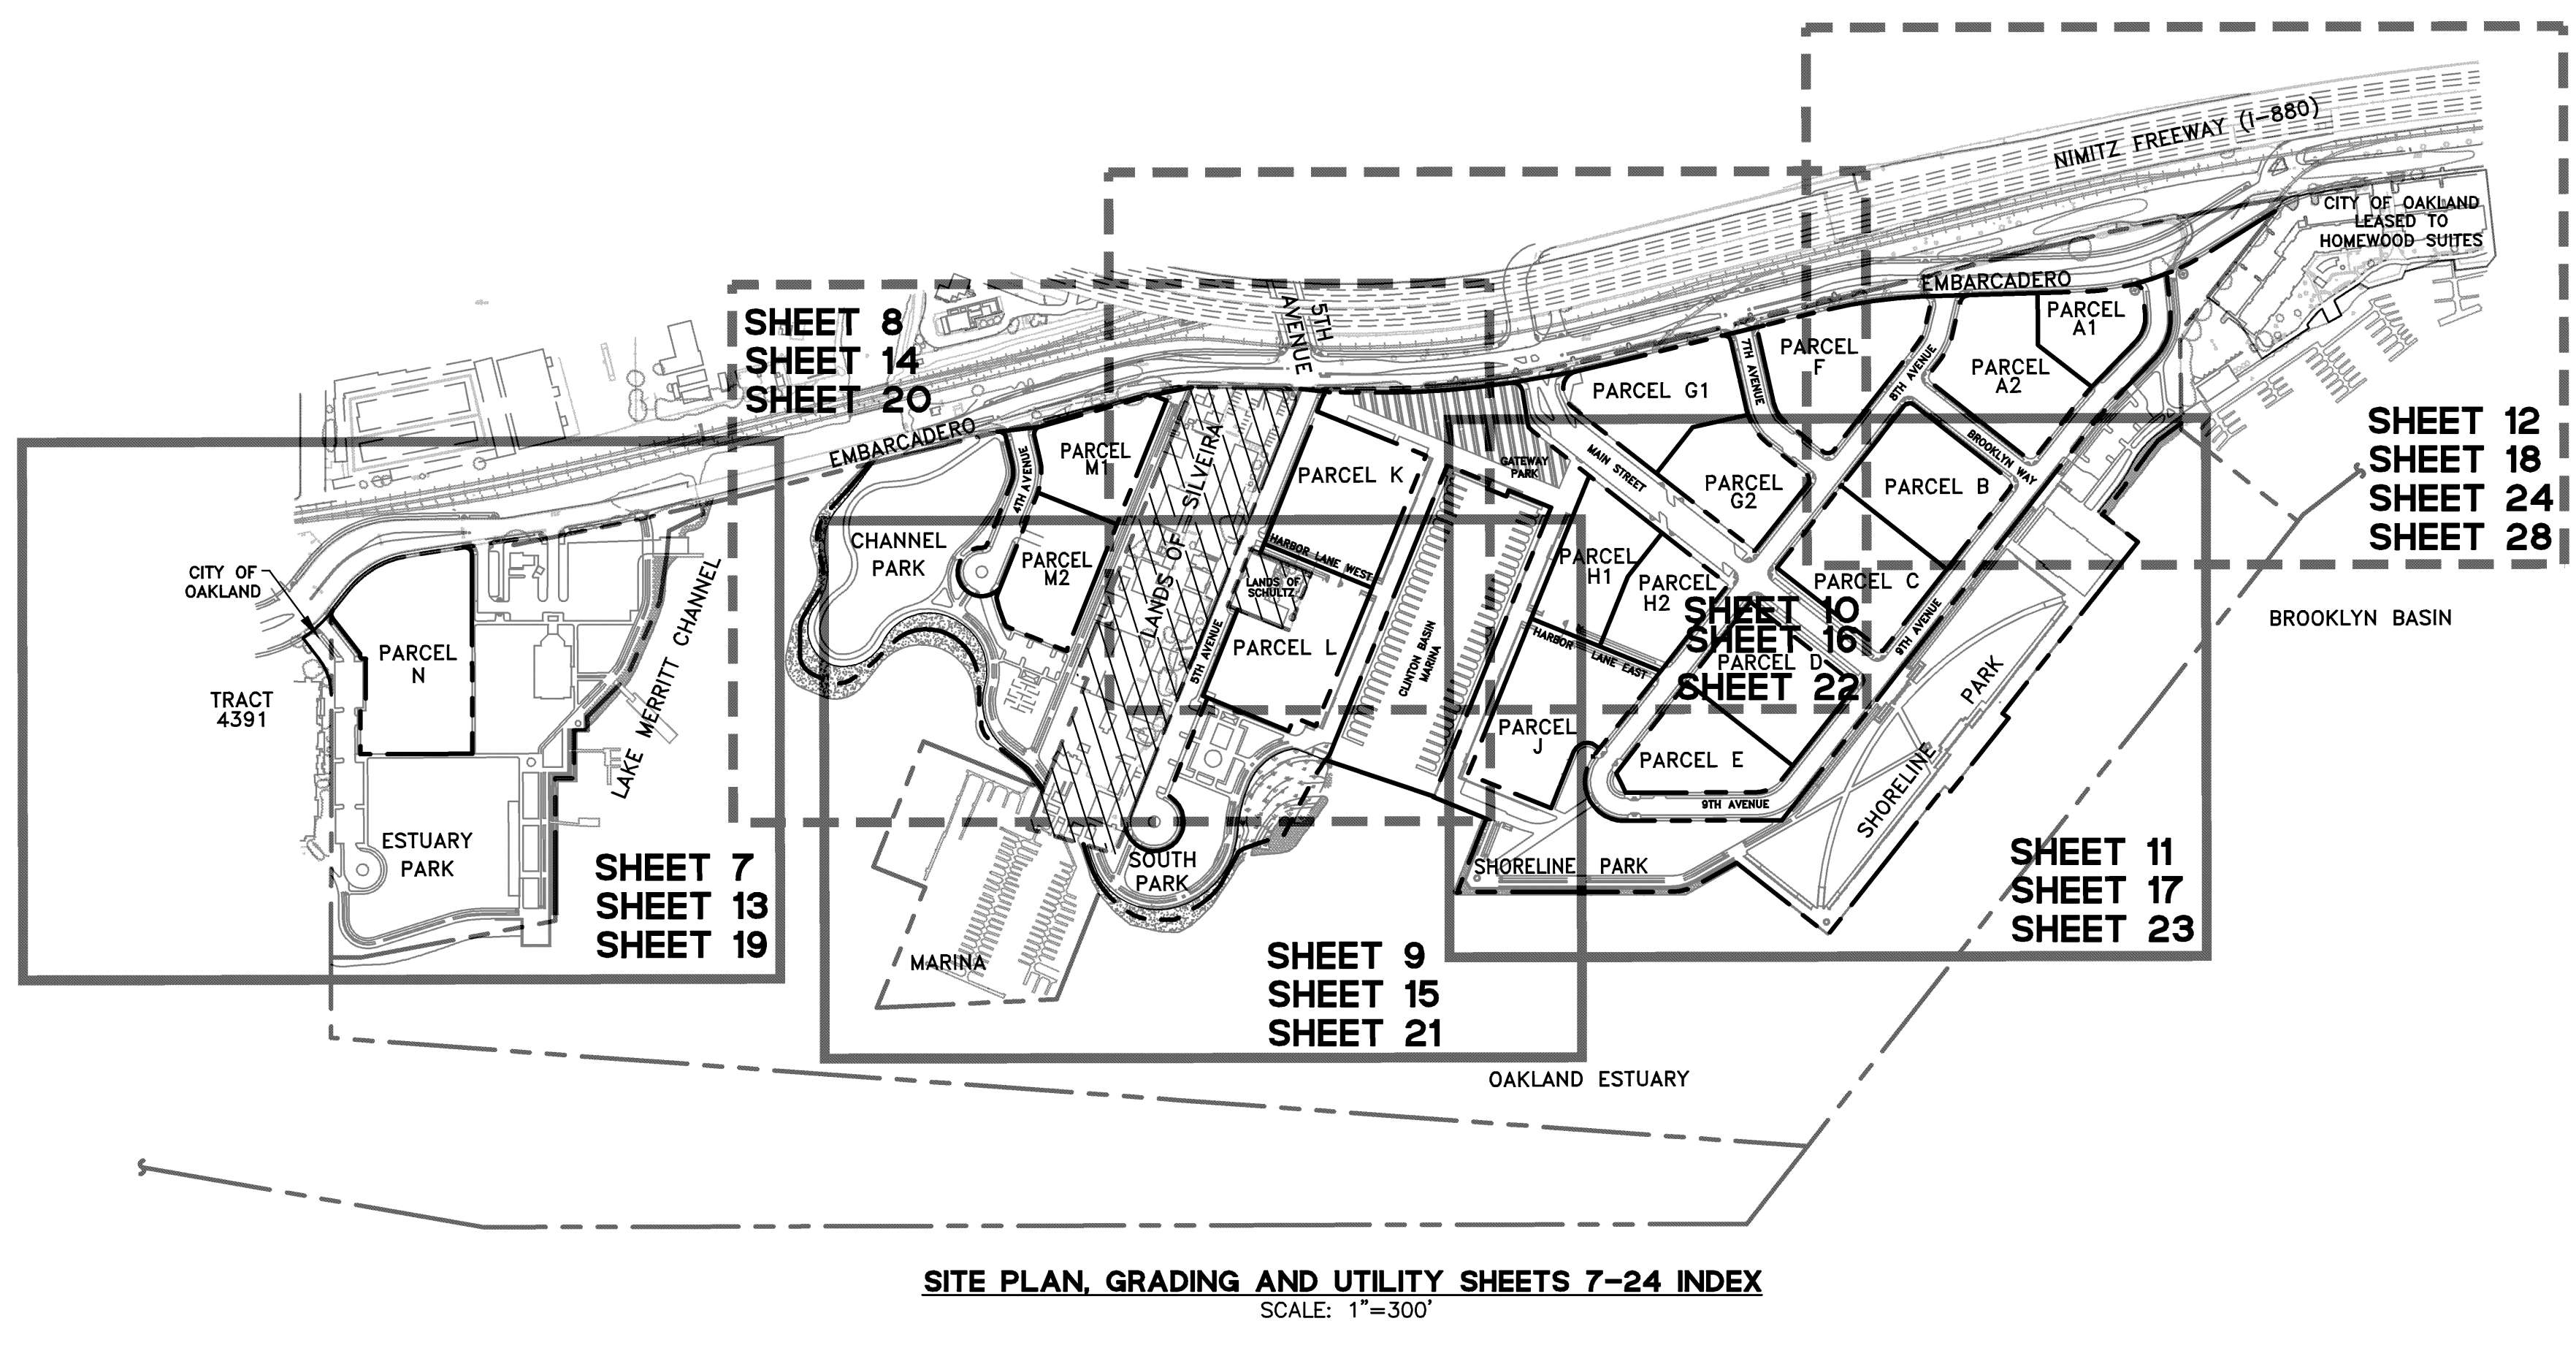 NIMITZ FREEWAY (I-880)
CITY OF OAKLAND
LEASED TO
HOMEWOOD SUITES
EMBARCADERO
5TH
AVENUE
SHEET 8
SHEET 14
SHEET 20
PARCEL
A1
PARCEL
A2
PARCEL
F
7TH AVENUE
8TH AVENUE
PARCEL G1
EMBARCADERO
PARCEL
M1
4TH AVENUE
LANDS OF SILVEIRA
PARCEL K
GATEWAY
PARK
MAIN STREET
PARCEL
G2
PARCEL B
BROOKLYN WAY
SHEET 12
SHEET 18
SHEET 24
SHEET 28
CHANNEL
PARK
PARCEL
M2
HARBOR LANE WEST
LANDS OF
SCHULTZ
PARCEL
H1
PARCEL
H2
PARCEL C
CITY OF
OAKLAND
LAKE MERRITT CHANNEL
PARCEL
N
TRACT
4391
5TH AVENUE
PARCEL L
CLINTON BASIN
MARINA
HARBOR LANE EAST
SHEET 10
SHEET 16
PARCEL D
SHEET 22
9TH AVENUE
BROOKLYN BASIN
PARCEL
J
PARCEL E
9TH AVENUE
SHORELINE PARK
ESTUARY
PARK
SHEET 7
SHEET 13
SHEET 19
SOUTH
PARK
SHORELINE PARK
SHEET 11
SHEET 17
SHEET 23
MARINA
SHEET 9
SHEET 15
SHEET 21
OAKLAND ESTUARY
SITE PLAN, GRADING AND UTILITY SHEETS 7-24 INDEX
SCALE: 1"=300'